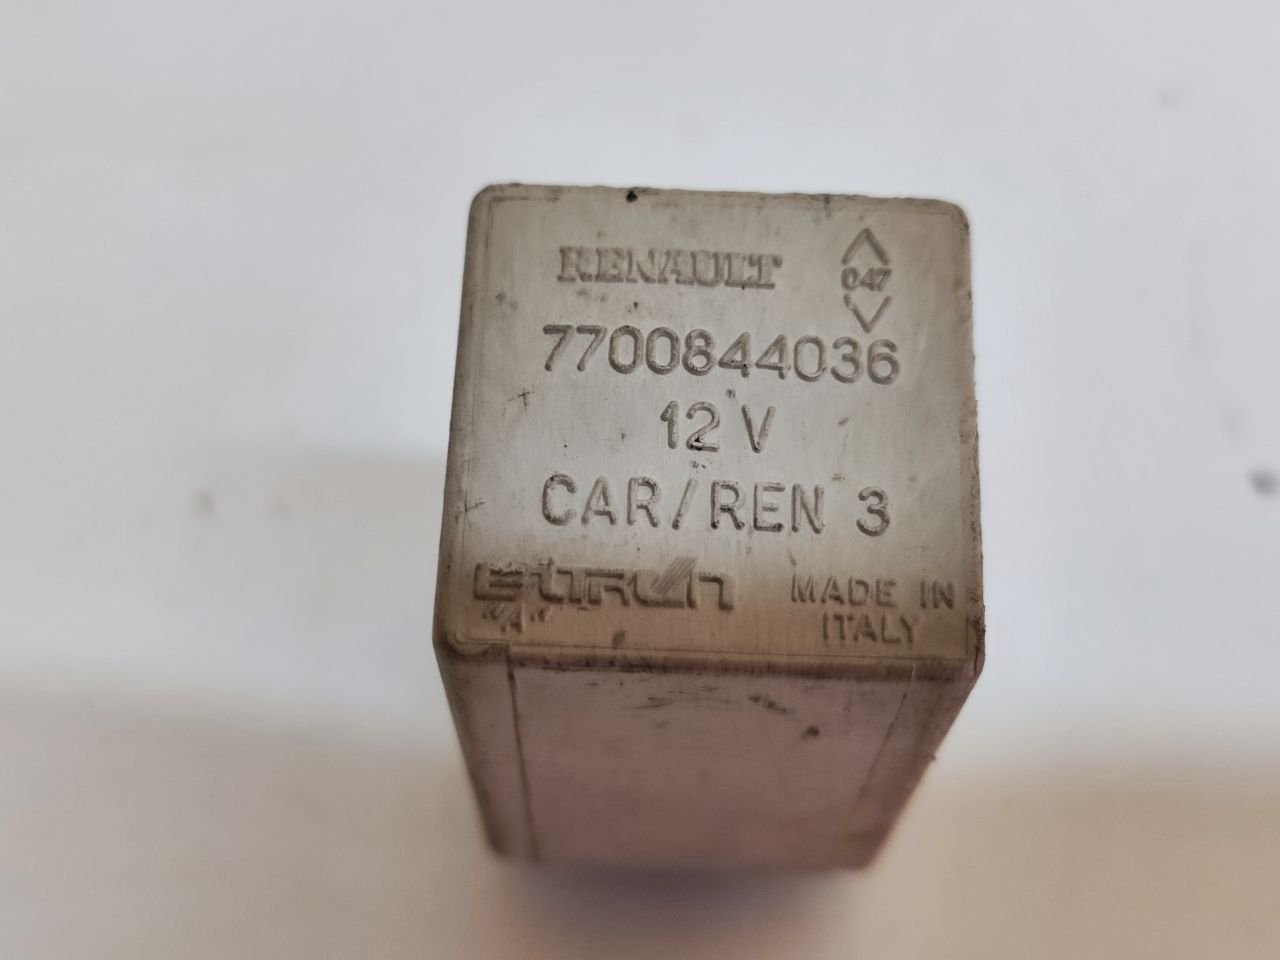 RENAULT
047
7700844036
12 V
CAR/REN 3
MADE IN
ITALY
"A"